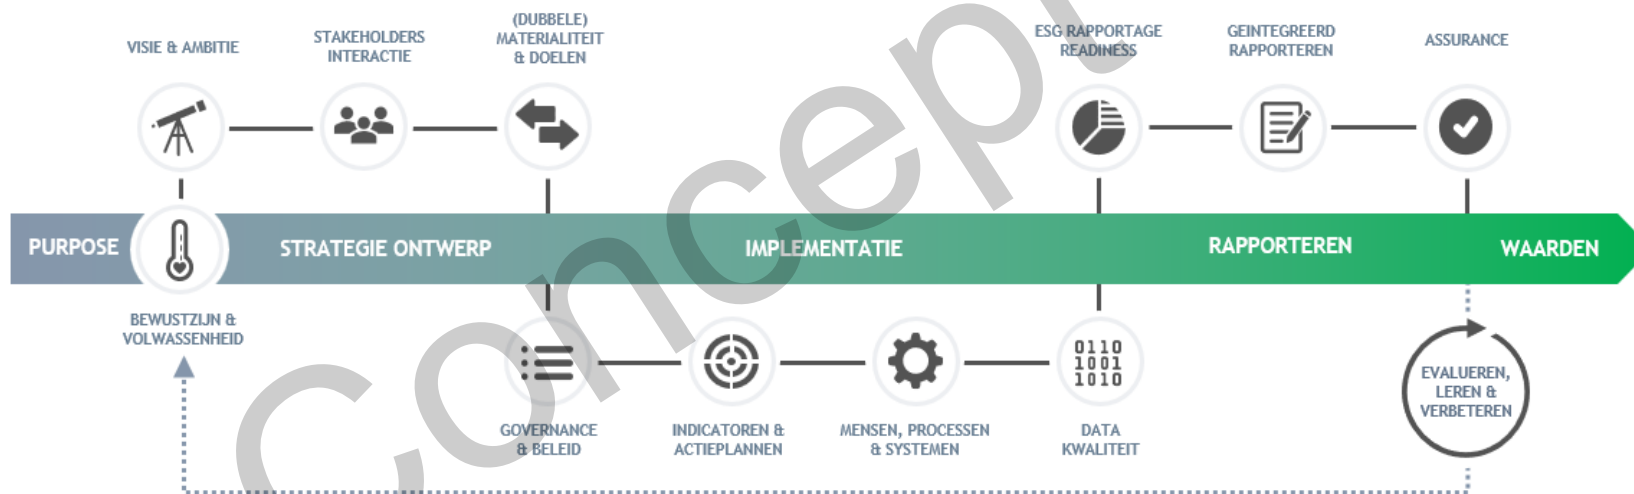 VISIE & AMBITIE
STAKEHOLDERS
INTERACTIE
(DUBBELE)
MATERIALITEIT
& DOELEN
ESG RAPPORTAGE
READINESS
GEINTEGREERD
RAPPORTEREN
ASSURANCE
PURPOSE
STRATEGIE ONTWERP
IMPLEMENTATIE
RAPPORTEREN
WAARDEN
BEWUSTZIJN &
VOLWASSENHEID
GOVERNANCE
& BELEID
INDICATOREN &
ACTIEPLANNEN
MENSEN, PROCESSEN
& SYSTEMEN
0110
1001
1010
DATA
KWALITEIT
EVALUEREN,
LEREN &
VERBETEREN
Concept